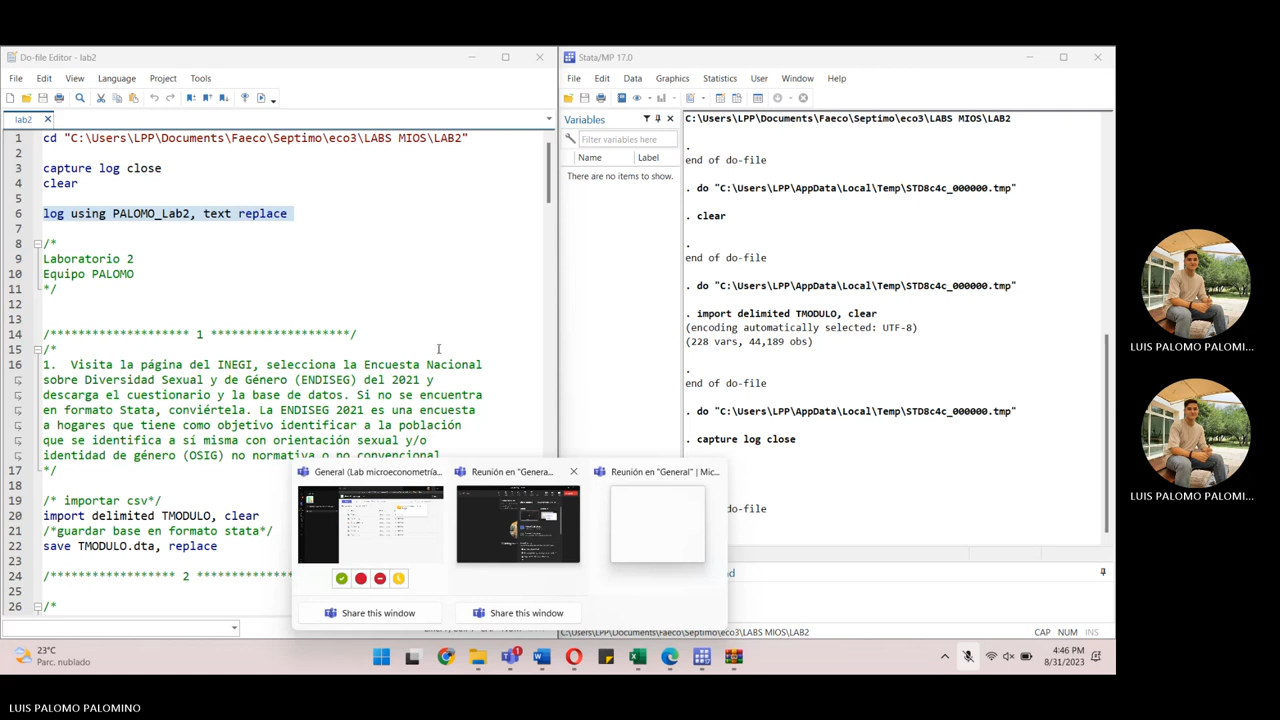 Do-file Editor - lab2
File Edit View Language Project Tools
lab2
1 cd "C:\Users\LPP\Documents\Faeco\Septimo\eco3\LABS MIOS\LAB2"
2
3 capture log close
4 clear
5
6 log using PALOMO_Lab2, text replace
7
8 /*
9 Laboratorio 2
10 Equipo PALOMO
11 */
12
13
14 /******************** 1 ********************/
15 /*
16 1. Visita la página del INEGI, selecciona la Encuesta Nacional
sobre Diversidad Sexual y de Género (ENDISEG) del 2021 y
descarga el cuestionario y la base de datos. Si no se encuentra
en formato Stata, conviértela. La ENDISEG 2021 es una encuesta
a hogares que tiene como objetivo identificar a la población
que se identifica a sí misma con orientación sexual y/o
identidad de género (OSIG) no normativa o no convencional
17 */
19 /* importar csv*/
20 import delimited TMODULO, clear
21 /*guardar base en formato stata*/
22 save TMODULO.dta, replace
24 /****************** 2
26 /*
Stata/MP 17.0
File Edit Data Graphics Statistics User Window Help
Variables
Filter variables here
Name Label
There are no items to show.
C:\Users\LPP\Documents\Faeco\Septimo\eco3\LABS MIOS\LAB2
.
end of do-file
. do "C:\Users\LPP\AppData\Local\Temp\STD8c4c_000000.tmp"
. clear
.
end of do-file
. do "C:\Users\LPP\AppData\Local\Temp\STD8c4c_000000.tmp"
. import delimited TMODULO, clear
(encoding automatically selected: UTF-8)
(228 vars, 44,189 obs)
.
end of do-file
. do "C:\Users\LPP\AppData\Local\Temp\STD8c4c_000000.tmp"
. capture log close
do-file
General (Lab microeconometría...
Reunión en "Genera...
Reunión en "General" | Mic...
Share this window
Share this window
C:\Users\LPP\Documents\Faeco\Septimo\eco3\LABS MIOS\LAB2
CAP NUM INS
23°C
Parc. nublado
4:46 PM
8/31/2023
LUIS PALOMO PALOMI...
LUIS PALOMO PALOMI...
LUIS PALOMO PALOMINO